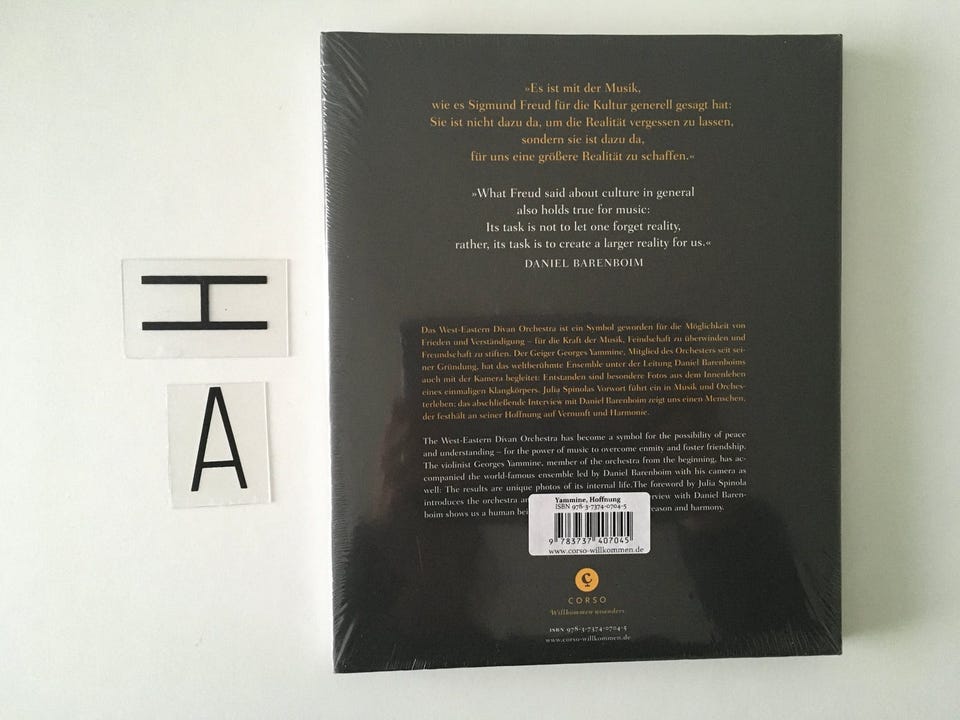 H
A
»Es ist mit der Musik,
wie es Sigmund Freud für die Kultur generell gesagt hat:
Sie ist nicht dazu da, um die Realität vergessen zu lassen,
sondern sie ist dazu da,
für uns eine größere Realität zu schaffen.«
»What Freud said about culture in general
also holds true for music:
Its task is not to let one forget reality,
rather, its task is to create a larger reality for us.«
DANIEL BARENBOIM
Das West-Eastern Divan Orchestra ist ein Symbol geworden für die Möglichkeit von
Frieden und Verständigung – für die Kraft der Musik, Feindschaft zu überwinden und
Freundschaft zu stiften. Der Geiger Georges Yammine, Mitglied des Orchesters seit sei-
ner Gründung, hat das weltberühmte Ensemble unter der Leitung Daniel Barenboims
auch mit der Kamera begleitet: Entstanden sind besondere Fotos aus dem Innenleben
eines einmaligen Klangkörpers. Julia Spinolas Vorwort führt ein in Musik und Orches-
terleben; das abschließende Interview mit Daniel Barenboim zeigt uns einen Menschen,
der festhält an seiner Hoffnung auf Vernunft und Harmonie.
The West-Eastern Divan Orchestra has become a symbol for the possibility of peace
and understanding – for the power of music to overcome enmity and foster friendship.
The violinist Georges Yammine, member of the orchestra from the beginning, has ac-
companied the world-famous ensemble led by Daniel Barenboim with his camera as
well: The results are unique photos of its internal life.The foreword by Julia Spinola
introduces the orchestra an erview with Daniel Baren-
boim shows us a human bei reason and harmony.
Yammine, Hoffnung
ISBN 978-3-7374-0704-5
9 783737 407045
www.corso-willkommen.de
C
CORSO
Willkommen woanders.
ISBN 978-3-7374-0704-5
www.corso-willkommen.de